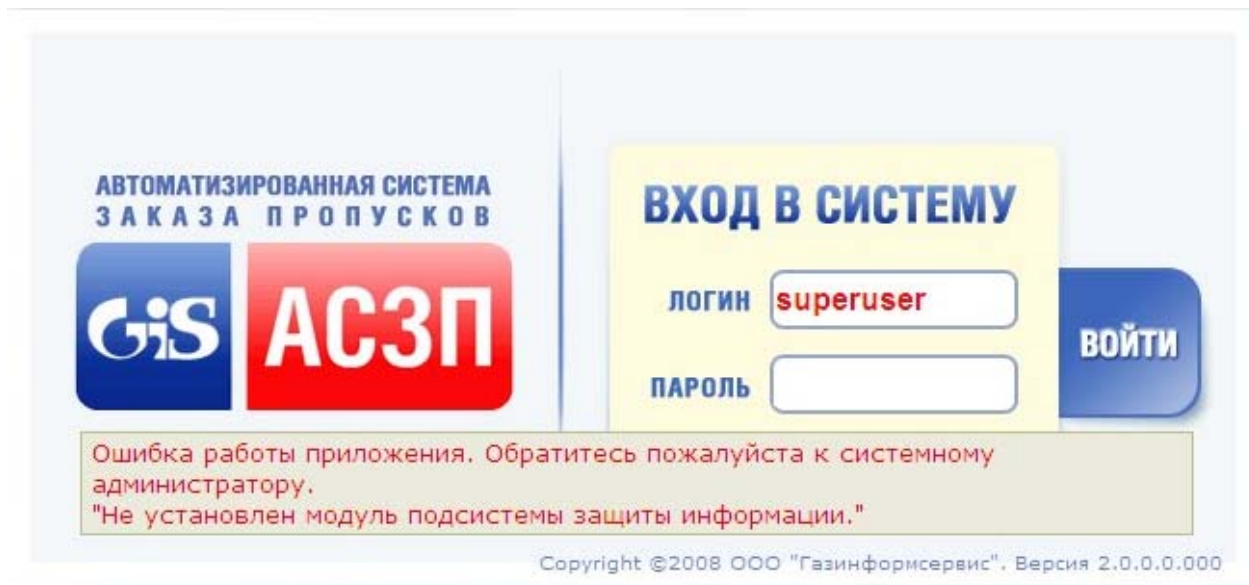 АВТОМАТИЗИРОВАННАЯ СИСТЕМА
ЗАКАЗА ПРОПУСКОВ
GiS
АСЗП
ВХОД В СИСТЕМУ
ЛОГИН
superuser
ПАРОЛЬ
ВОЙТИ
Ошибка работы приложения. Обратитесь пожалуйста к системному
администратору.
"Не установлен модуль подсистемы защиты информации."
Copyright ©2008 ООО "Газинформсервис". Версия 2.0.0.0.000